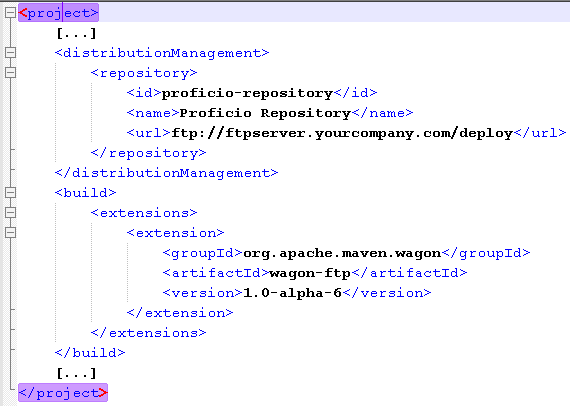 <project>
[...]
<distributionManagement>
<repository>
<id>proficio-repository</id>
<name>Proficio Repository</name>
<url>ftp://ftpserver.yourcompany.com/deploy</url>
</repository>
</distributionManagement>
<build>
<extensions>
<extension>
<groupId>org.apache.maven.wagon</groupId>
<artifactId>wagon-ftp</artifactId>
<version>1.0-alpha-6</version>
</extension>
</extensions>
</build>
[...]
</project>